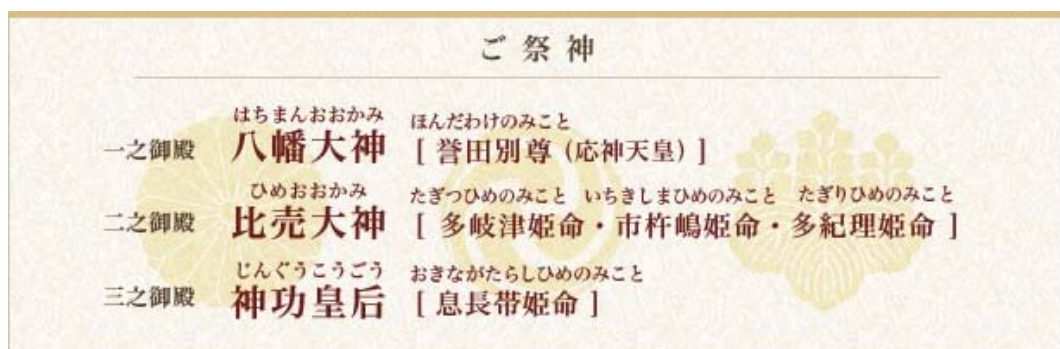 ご祭神
はちまんおおかみ ほんだわけのみこと
一之御殿 八幡大神 [ 誉田別尊 (応神天皇) ]
ひめおおかみ たぎつひめのみこと いちきしまひめのみこと たぎりひめのみこと
二之御殿 比売大神 [ 多岐津姫命・市杵嶋姫命・多紀理姫命 ]
じんぐうこうごう おきながたらしひめのみこと
三之御殿 神功皇后 [ 息長帯姫命 ]